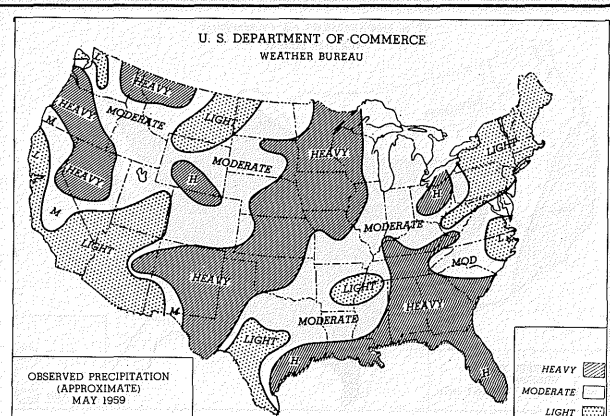 U. S. DEPARTMENT OF COMMERCE
WEATHER BUREAU
HEAVY
HEAVY
M
MODERATE
LIGHT
HEAVY
LIGHT
MODERATE
L
HEAVY
H
H
MODERATE
M
LIGHT
L
MOD
HEAVY
LIGHT
HEAVY
MODERATE
M
LIGHT
H
H
OBSERVED PRECIPITATION
(APPROXIMATE)
MAY 1959
HEAVY
MODERATE
LIGHT